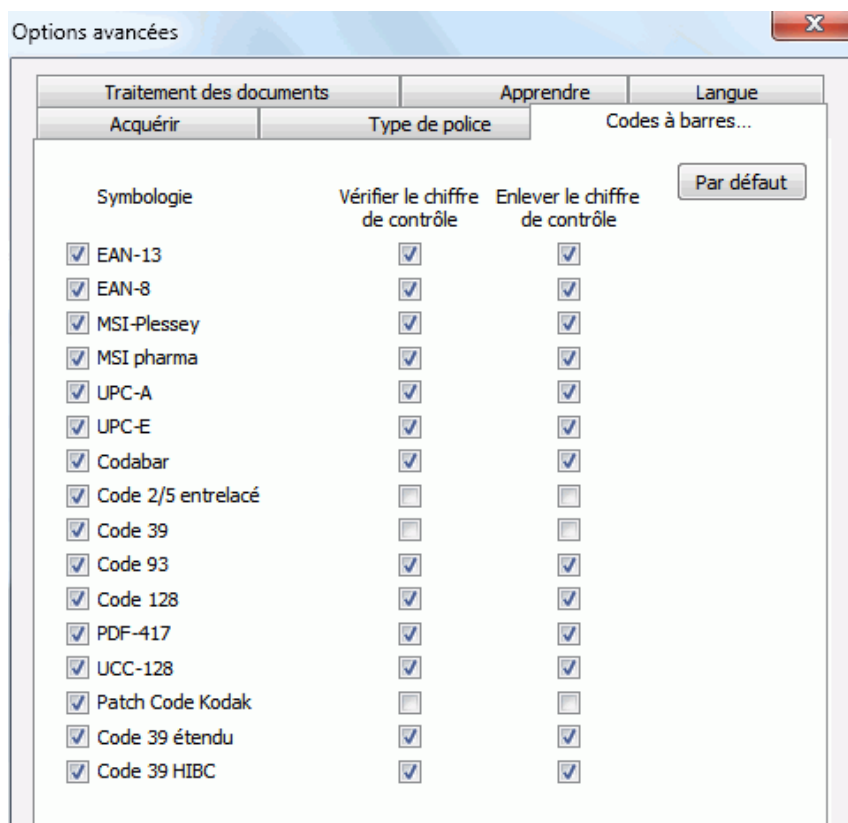 Options avancées
Traitement des documents Apprendre Langue
Acquérir Type de police Codes à barres...
Par défaut
Symbologie Vérifier le chiffre Enlever le chiffre
de contrôle de contrôle
EAN-13
EAN-8
MSI-Plessey
MSI pharma
UPC-A
UPC-E
Codabar
Code 2/5 entrelacé
Code 39
Code 93
Code 128
PDF-417
UCC-128
Patch Code Kodak
Code 39 étendu
Code 39 HIBC